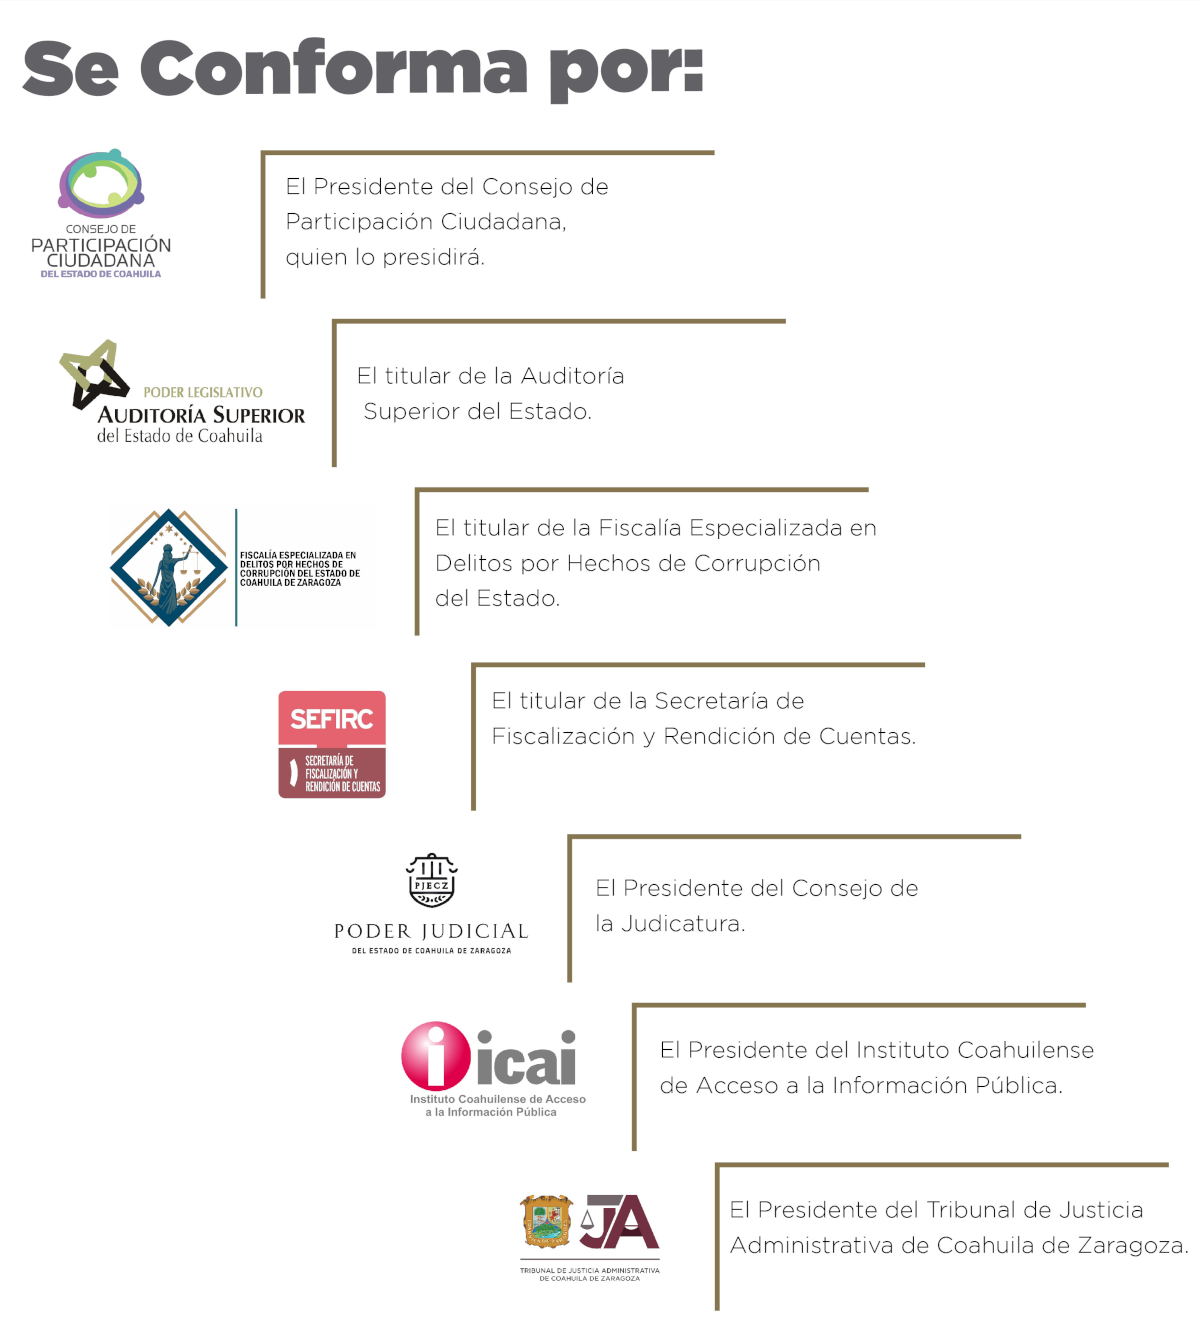 Se Conforma por:
CONSEJO DE
PARTICIPACIÓN
CIUDADANA
DEL ESTADO DE COAHUILA
El Presidente del Consejo de
Participación Ciudadana,
quien lo presidirá.
PODER LEGISLATIVO
AUDITORÍA SUPERIOR
del Estado de Coahuila
El titular de la Auditoría
Superior del Estado.
FISCALÍA ESPECIALIZADA EN
DELITOS POR HECHOS DE
CORRUPCIÓN DEL ESTADO DE
COAHUILA DE ZARAGOZA
El titular de la Fiscalía Especializada en
Delitos por Hechos de Corrupción
del Estado.
SEFIRC
SECRETARÍA DE
FISCALIZACIÓN Y
RENDICIÓN DE CUENTAS
El titular de la Secretaría de
Fiscalización y Rendición de Cuentas.
PJECZ
PODER JUDICIAL
DEL ESTADO DE COAHUILA DE ZARAGOZA
El Presidente del Consejo de
la Judicatura.
i icai
Instituto Coahuilense de Acceso
a la Información Pública
El Presidente del Instituto Coahuilense
de Acceso a la Información Pública.
TJA
TRIBUNAL DE JUSTICIA ADMINISTRATIVA
DE COAHUILA DE ZARAGOZA
El Presidente del Tribunal de Justicia
Administrativa de Coahuila de Zaragoza.